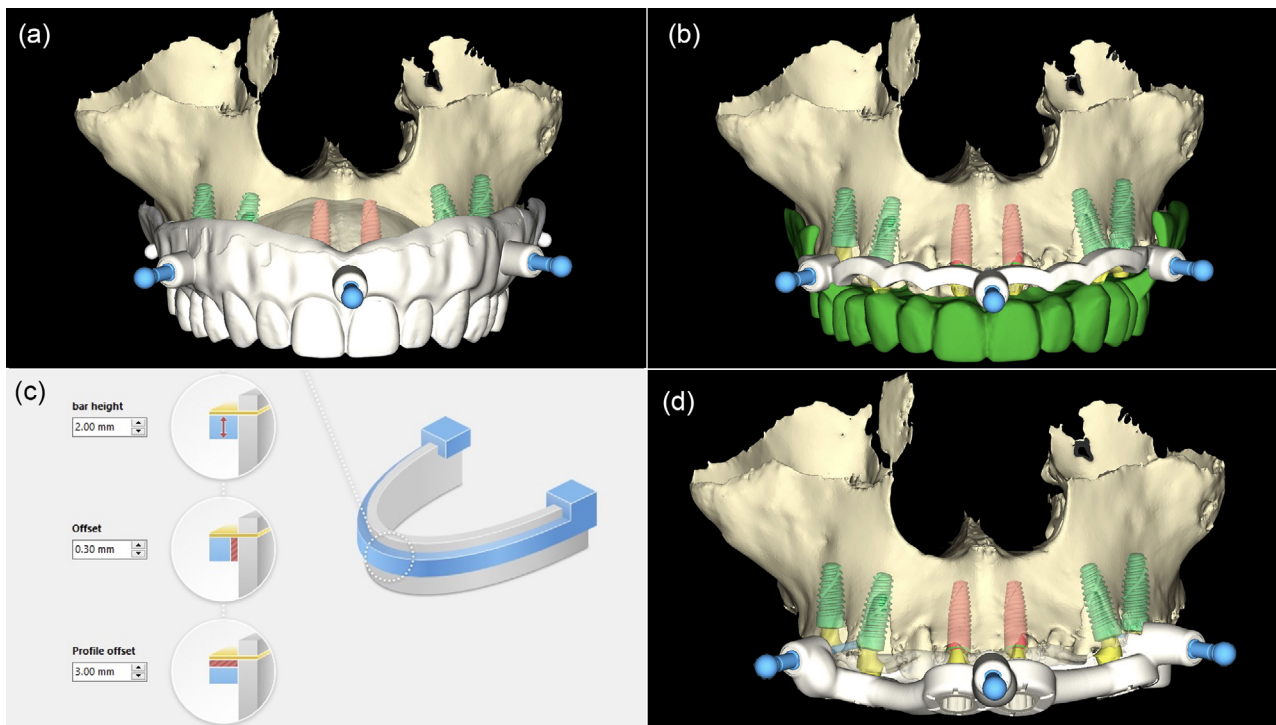 (a)
(b)
(c)
bar height
2.00 mm
Offset
0.30 mm
Profile offset
3.00 mm
(d)